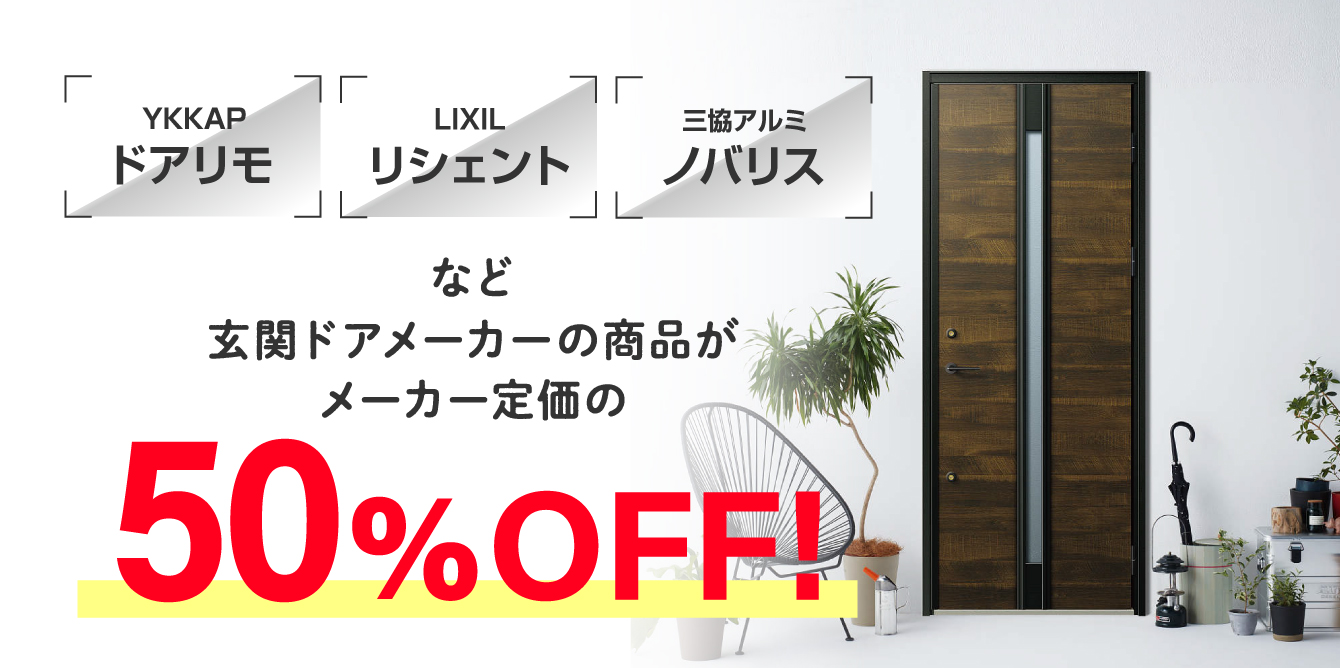 YKKAP
ドアリモ
LIXIL
リシェント
三協アルミ
ノバリス
など
玄関ドアメーカーの商品が
メーカー定価の
50%OFF!